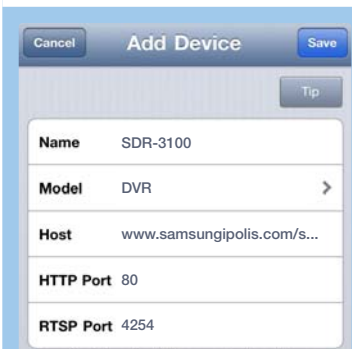 Cancel Add Device Save
Tip
Name SDR-3100
Model DVR
Host www.samsungipolis.com/s...
HTTP Port 80
RTSP Port 4254